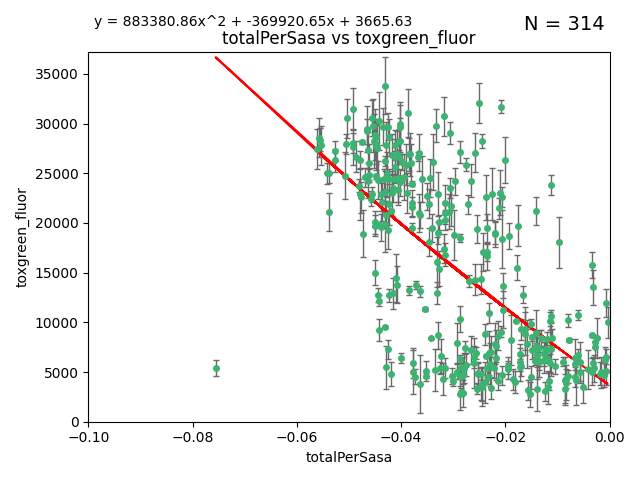 y = 883380.86x^2 + -369920.65x + 3665.63
N = 314
totalPerSasa vs toxgreen_fluor
35000
30000
25000
20000
15000
10000
5000
0
toxgreen_fluor
−0.10
−0.08
−0.06
−0.04
−0.02
0.00
totalPerSasa